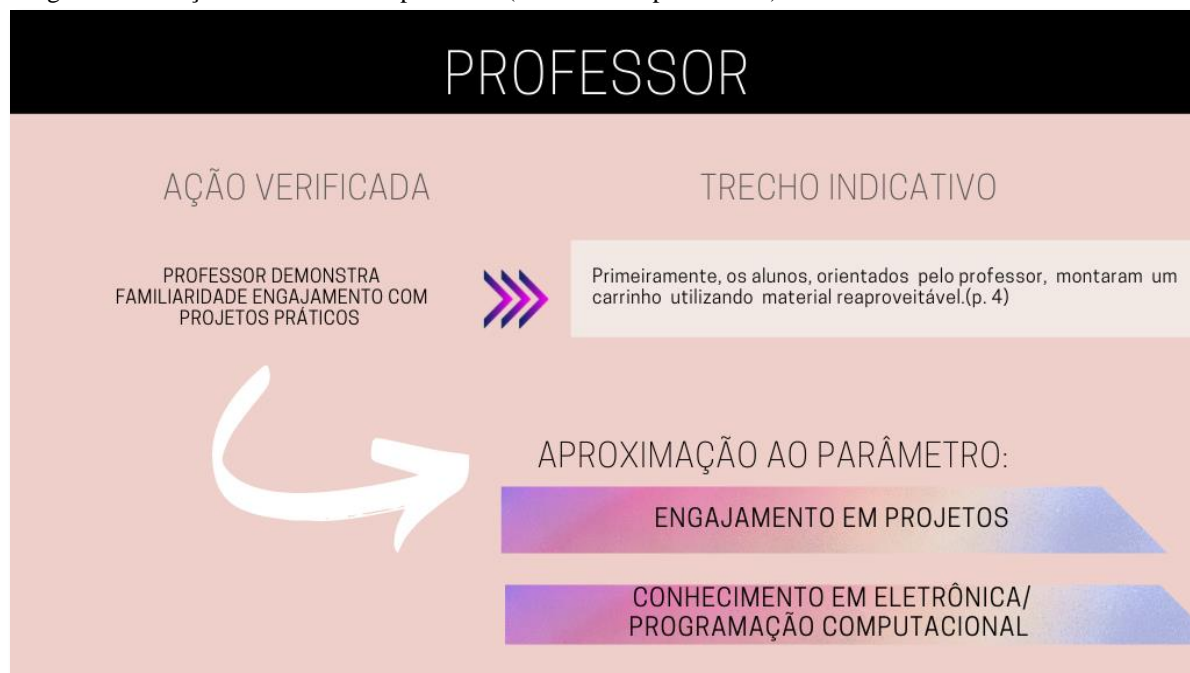 PROFESSOR
AÇÃO VERIFICADA
TRECHO INDICATIVO
PROFESSOR DEMONSTRA
FAMILIARIDADE ENGAJAMENTO COM
PROJETOS PRÁTICOS
Primeiramente, os alunos, orientados pelo professor, montaram um
carrinho utilizando material reaproveitável.(p. 4)
APROXIMAÇÃO AO PARÂMETRO:
ENGAJAMENTO EM PROJETOS
CONHECIMENTO EM ELETRÔNICA/
PROGRAMAÇÃO COMPUTACIONAL